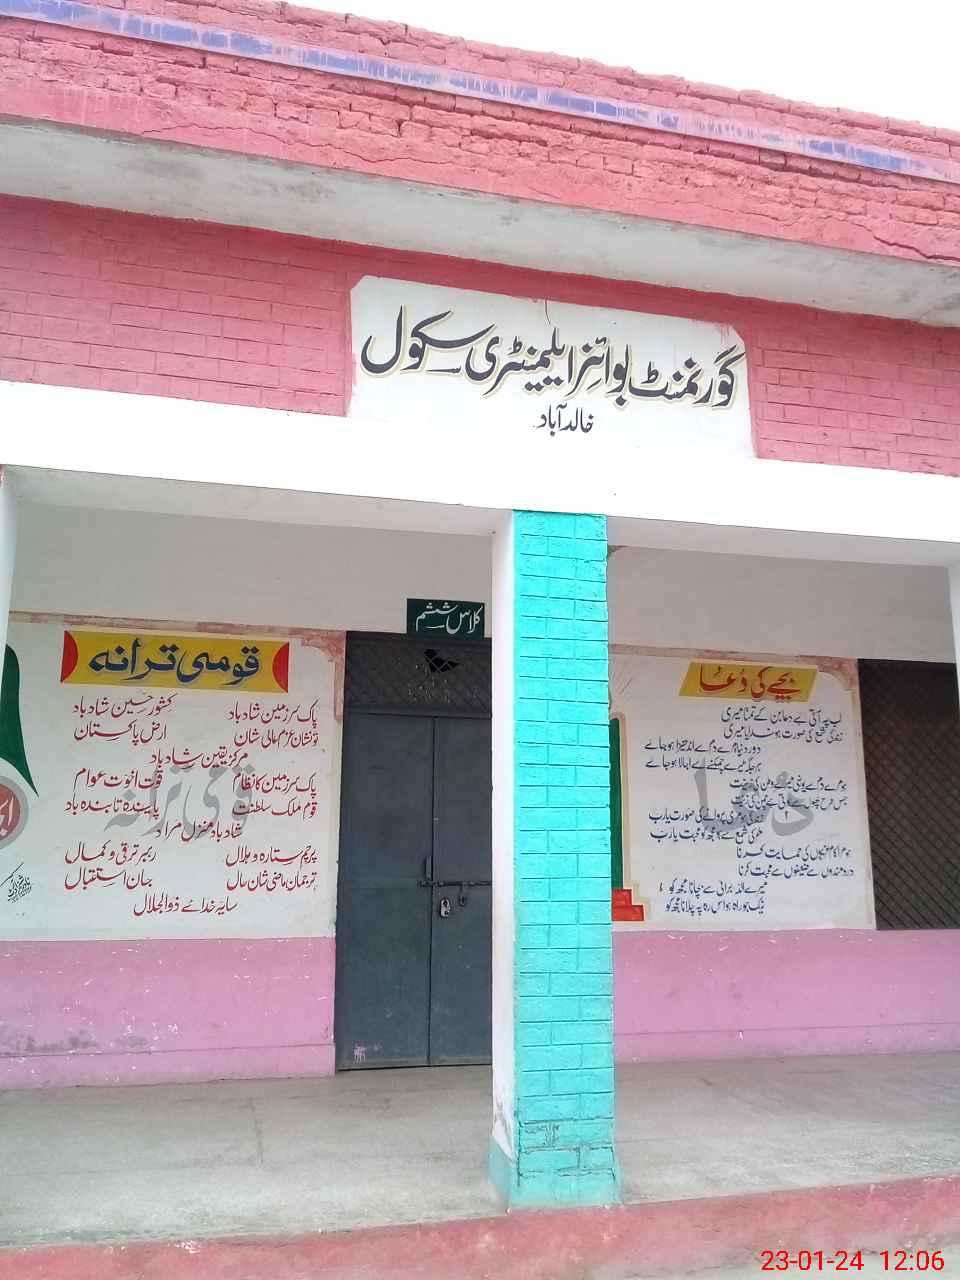 گورنمنٹ بوائز ایلیمنٹری سکول
خالد آباد
کلاس ششم
قومی ترانہ
پاک سرزمین شاد باد کشور حسین شاد باد
تو نشان عزم عالی شان ارض پاکستان
مرکز یقین شاد باد
پاک سرزمین کا نظام قوت اخوت عوام
قوم ملک سلطنت پایندہ تابندہ باد
شاد باد منزل مراد
پرچم ستارہ و ہلال رہبر ترقی و کمال
ترجمان ماضی شان حال جان استقبال
سایۂ خدائے ذوالجلال
قومی ترانہ
بچے کی دُعا
لب پہ آتی ہے دعا بن کے تمنا میری
زندگی شمع کی صورت ہو خدایا میری
دور دنیا کا مرے دم سے اندھیرا ہو جائے
ہر جگہ میرے چمکنے سے اجالا ہو جائے
ہو مرے دم سے یونہی میرے وطن کی زینت
جس طرح پھول سے ہوتی ہے چمن کی زینت
زندگی ہو مری پروانے کی صورت یارب
علم کی شمع سے ہو مجھ کو محبت یارب
ہو مرا کام غریبوں کی حمایت کرنا
دردمندوں سے ضعیفوں سے محبت کرنا
میرے اللہ برائی سے بچانا مجھ کو
نیک جو راہ ہو اس رہ پہ چلانا مجھ کو
دعا
23-01-24 12:06